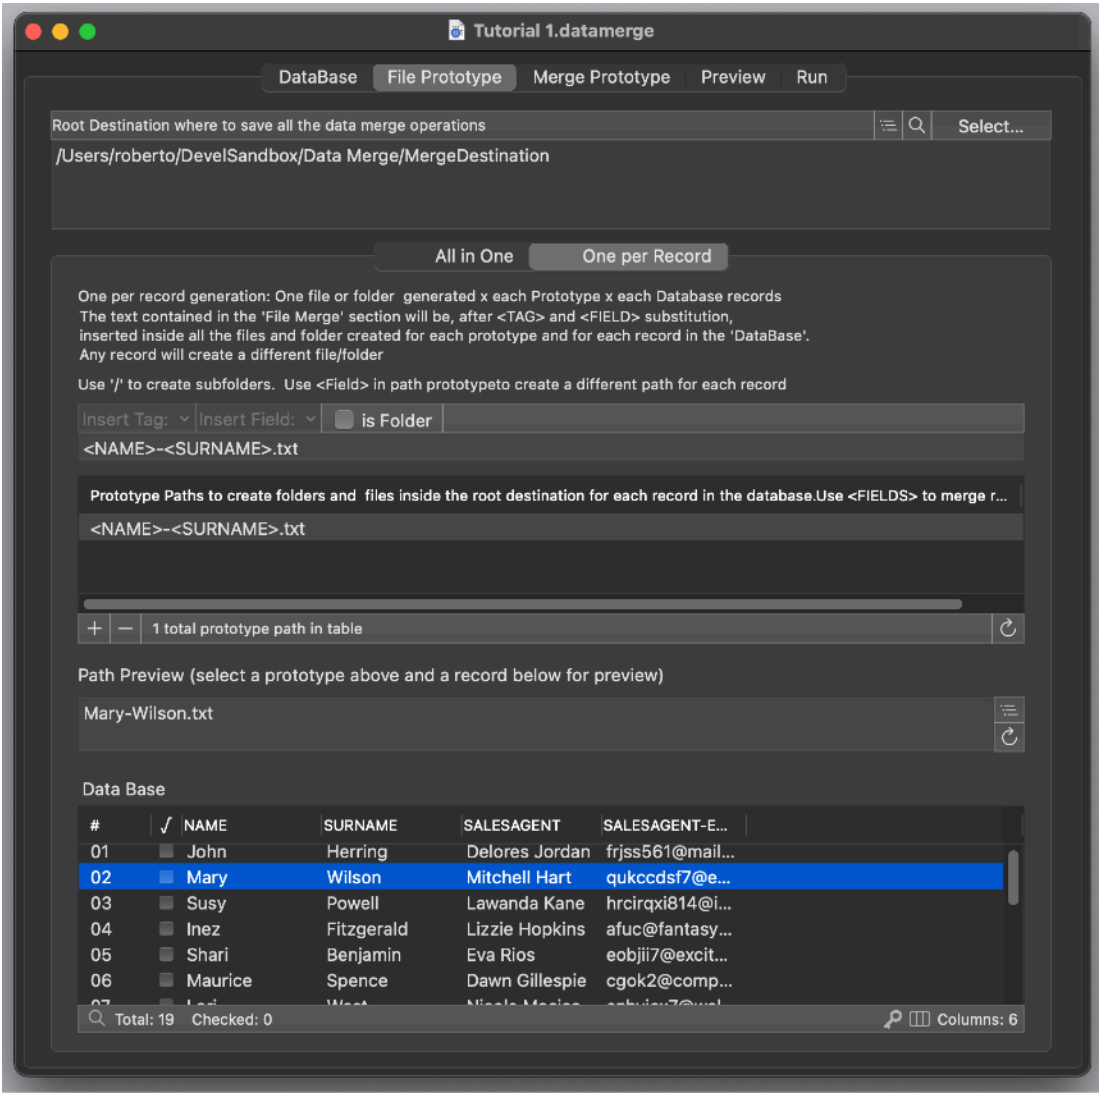 Tutorial 1.datamerge
DataBase File Prototype Merge Prototype Preview Run
Root Destination where to save all the data merge operations Select...
/Users/roberto/DevelSandbox/Data Merge/MergeDestination
All in One One per Record
One per record generation: One file or folder generated x each Prototype x each Database records
The text contained in the 'File Merge' section will be, after <TAG> and <FIELD> substitution,
inserted inside all the files and folder created for each prototype and for each record in the 'DataBase'.
Any record will create a different file/folder
Use '/' to create subfolders. Use <Field> in path prototypeto create a different path for each record
Insert Tag: Insert Field: is Folder
<NAME>-<SURNAME>.txt
Prototype Paths to create folders and files inside the root destination for each record in the database.Use <FIELDS> to merge r...
<NAME>-<SURNAME>.txt
+ − 1 total prototype path in table
Path Preview (select a prototype above and a record below for preview)
Mary-Wilson.txt
Data Base
# √ NAME SURNAME SALESAGENT SALESAGENT-E...
01 John Herring Delores Jordan frjss561@mail...
02 Mary Wilson Mitchell Hart qukccdsf7@e...
03 Susy Powell Lawanda Kane hrcirqxi814@i...
04 Inez Fitzgerald Lizzie Hopkins afuc@fantasy...
05 Shari Benjamin Eva Rios eobjii7@excit...
06 Maurice Spence Dawn Gillespie cgok2@comp...
07 Lori West
Total: 19 Checked: 0 Columns: 6